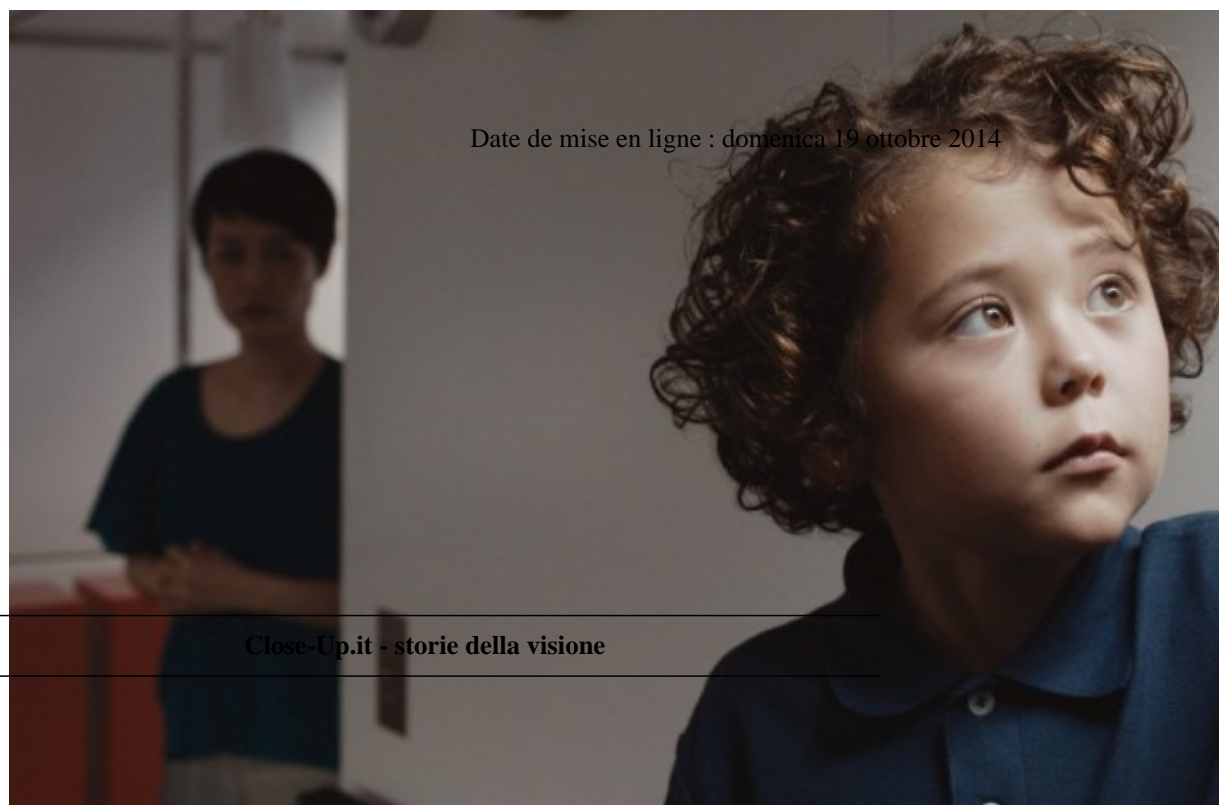 Date de mise en ligne : domenica 19 ottobre 2014
Close-Up.it - storie della visione